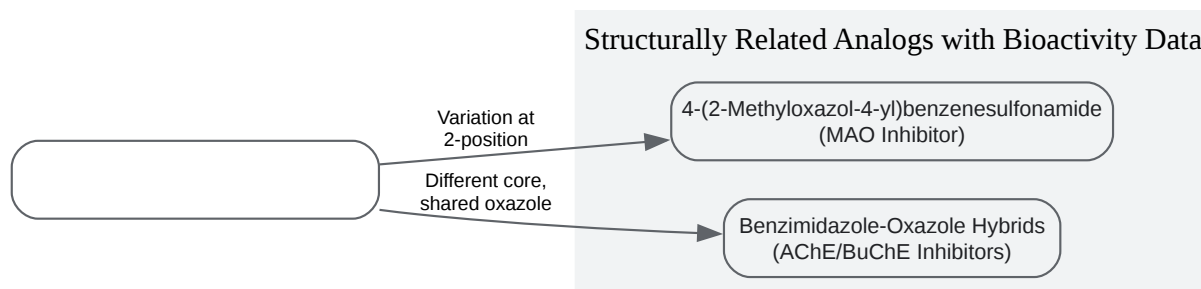 Structurally Related Analogs with Bioactivity Data
Variation at
2-position
4-(2-Methyloxazol-4-yl)benzenesulfonamide
(MAO Inhibitor)
Different core,
shared oxazole
Benzimidazole-Oxazole Hybrids
(AChE/BuChE Inhibitors)